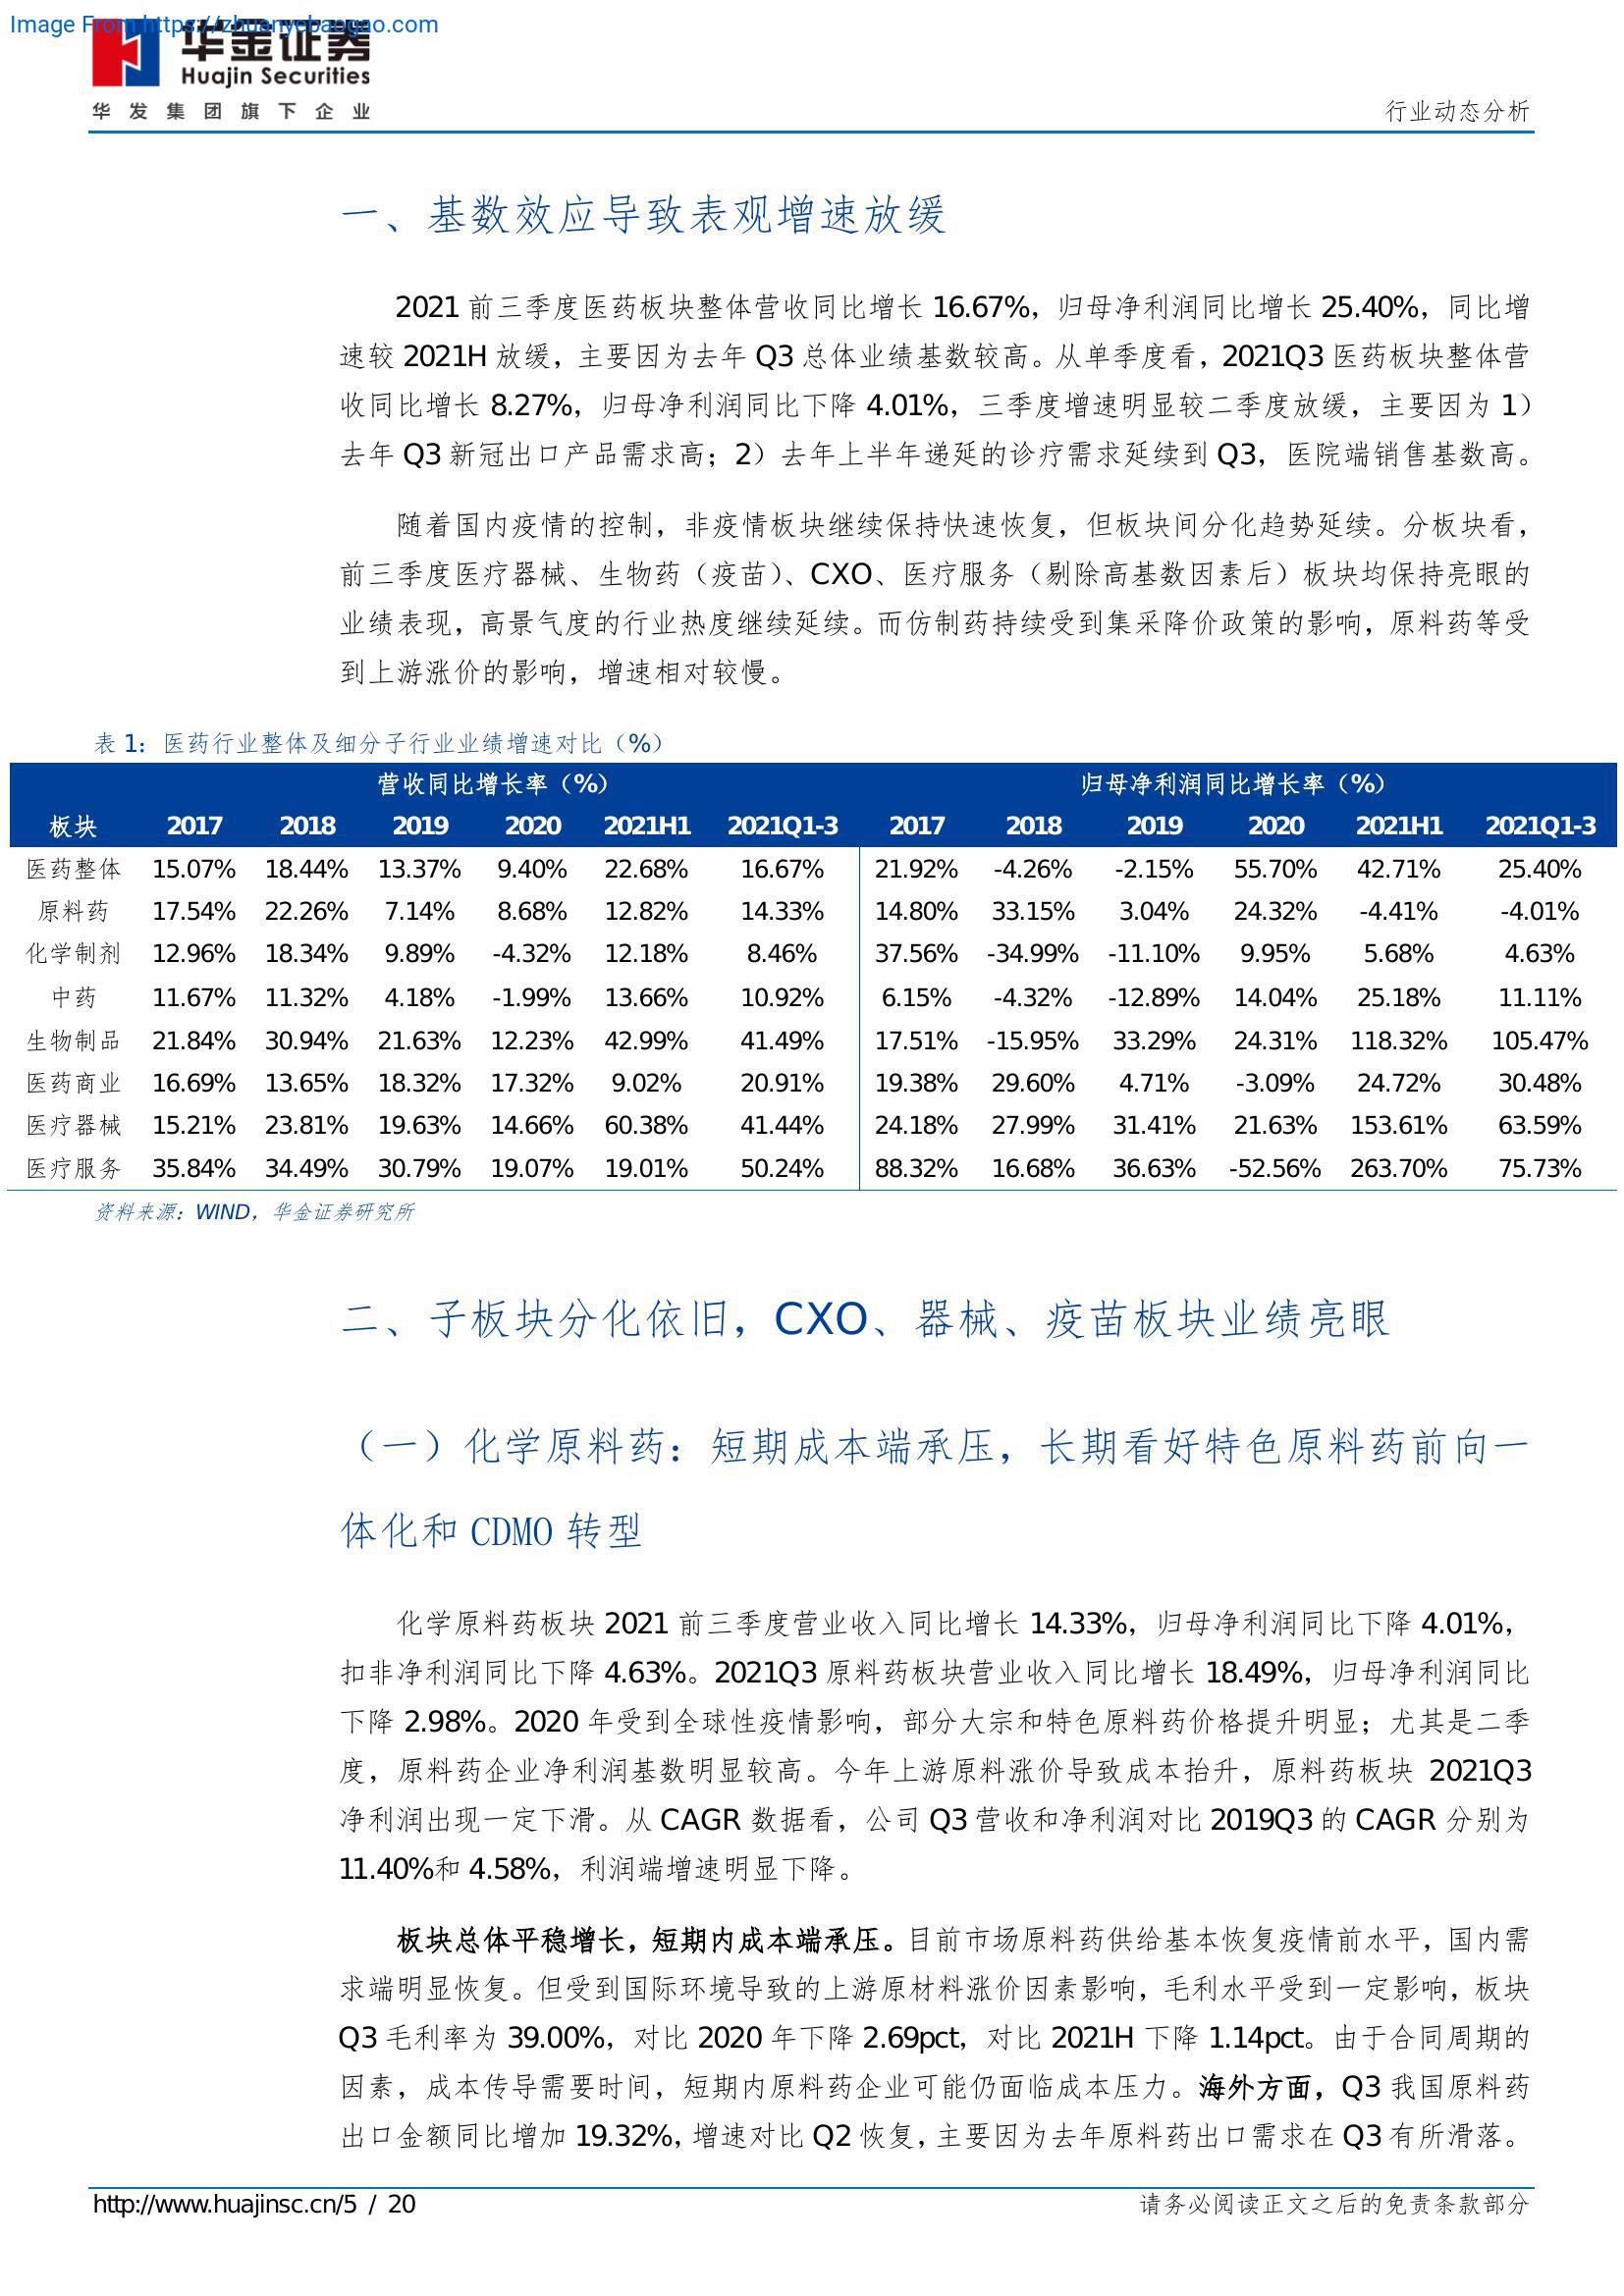 Image From https://zhuanyebaogao.com
华金证券
Huajin Securities
华发集团旗下企业
行业动态分析
一、基数效应导致表观增速放缓
2021 前三季度医药板块整体营收同比增长 16.67%，归母净利润同比增长 25.40%，同比增
速较 2021H 放缓，主要因为去年 Q3 总体业绩基数较高。从单季度看，2021Q3 医药板块整体营
收同比增长 8.27%，归母净利润同比下降 4.01%，三季度增速明显较二季度放缓，主要因为 1）
去年 Q3 新冠出口产品需求高；2）去年上半年递延的诊疗需求延续到 Q3，医院端销售基数高。
随着国内疫情的控制，非疫情板块继续保持快速恢复，但板块间分化趋势延续。分板块看，
前三季度医疗器械、生物药（疫苗）、CXO、医疗服务（剔除高基数因素后）板块均保持亮眼的
业绩表现，高景气度的行业热度继续延续。而仿制药持续受到集采降价政策的影响，原料药等受
到上游涨价的影响，增速相对较慢。
表 1：医药行业整体及细分子行业业绩增速对比（%）
营收同比增长率（%） 归母净利润同比增长率（%）
板块 2017 2018 2019 2020 2021H1 2021Q1-3 2017 2018 2019 2020 2021H1 2021Q1-3
医药整体 15.07% 18.44% 13.37% 9.40% 22.68% 16.67% 21.92% -4.26% -2.15% 55.70% 42.71% 25.40%
原料药 17.54% 22.26% 7.14% 8.68% 12.82% 14.33% 14.80% 33.15% 3.04% 24.32% -4.41% -4.01%
化学制剂 12.96% 18.34% 9.89% -4.32% 12.18% 8.46% 37.56% -34.99% -11.10% 9.95% 5.68% 4.63%
中药 11.67% 11.32% 4.18% -1.99% 13.66% 10.92% 6.15% -4.32% -12.89% 14.04% 25.18% 11.11%
生物制品 21.84% 30.94% 21.63% 12.23% 42.99% 41.49% 17.51% -15.95% 33.29% 24.31% 118.32% 105.47%
医药商业 16.69% 13.65% 18.32% 17.32% 9.02% 20.91% 19.38% 29.60% 4.71% -3.09% 24.72% 30.48%
医疗器械 15.21% 23.81% 19.63% 14.66% 60.38% 41.44% 24.18% 27.99% 31.41% 21.63% 153.61% 63.59%
医疗服务 35.84% 34.49% 30.79% 19.07% 19.01% 50.24% 88.32% 16.68% 36.63% -52.56% 263.70% 75.73%
资料来源：WIND，华金证券研究所
二、子板块分化依旧，CXO、器械、疫苗板块业绩亮眼
（一）化学原料药：短期成本端承压，长期看好特色原料药前向一
体化和 CDMO 转型
化学原料药板块 2021 前三季度营业收入同比增长 14.33%，归母净利润同比下降 4.01%，
扣非净利润同比下降 4.63%。2021Q3 原料药板块营业收入同比增长 18.49%，归母净利润同比
下降 2.98%。2020 年受到全球性疫情影响，部分大宗和特色原料药价格提升明显；尤其是二季
度，原料药企业净利润基数明显较高。今年上游原料涨价导致成本抬升，原料药板块 2021Q3
净利润出现一定下滑。从 CAGR 数据看，公司 Q3 营收和净利润对比 2019Q3 的 CAGR 分别为
11.40%和 4.58%，利润端增速明显下降。
板块总体平稳增长，短期内成本端承压。目前市场原料药供给基本恢复疫情前水平，国内需
求端明显恢复。但受到国际环境导致的上游原材料涨价因素影响，毛利水平受到一定影响，板块
Q3 毛利率为 39.00%，对比 2020 年下降 2.69pct，对比 2021H 下降 1.14pct。由于合同周期的
因素，成本传导需要时间，短期内原料药企业可能仍面临成本压力。海外方面，Q3 我国原料药
出口金额同比增加 19.32%，增速对比 Q2 恢复，主要因为去年原料药出口需求在 Q3 有所滑落。
http://www.huajinsc.cn/5 / 20
请务必阅读正文之后的免责条款部分